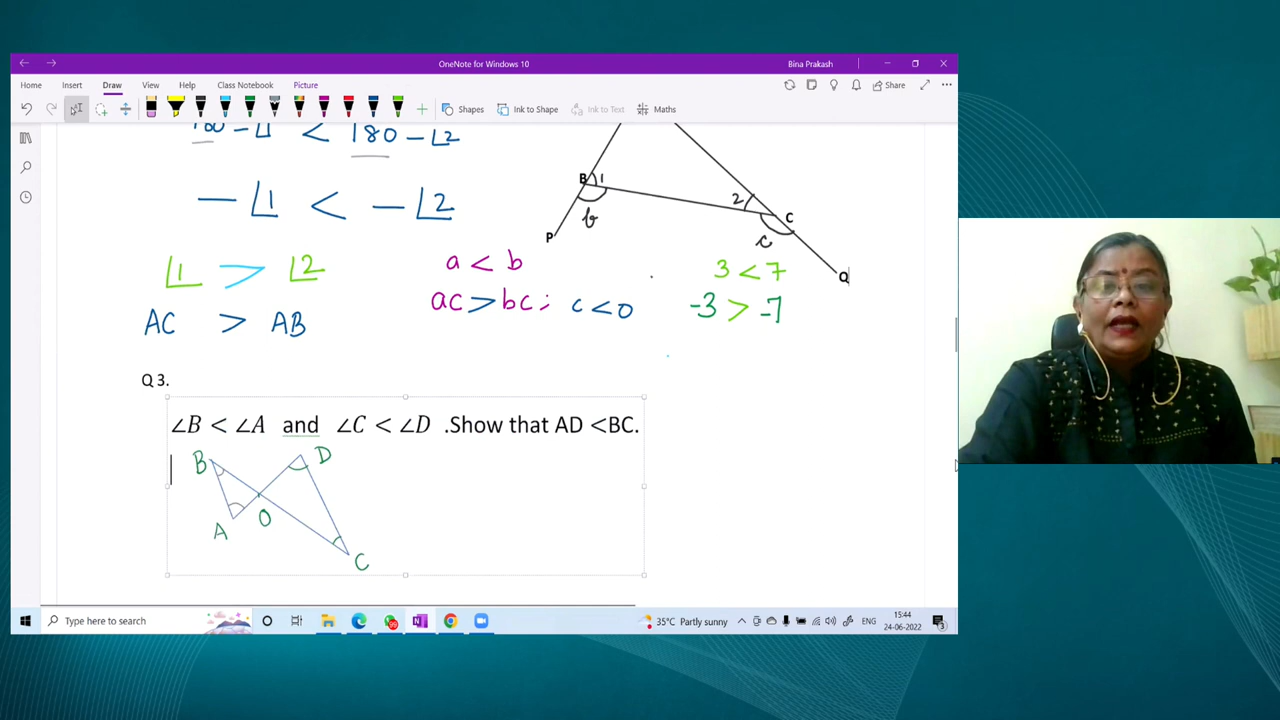 OneNote for Windows 10
Bina Prakash
Home Insert Draw View Help Class Notebook Picture
Share
Shapes Ink to Shape Ink to Text Maths
180 - ∠1 < 180 - ∠2
- ∠1 < - ∠2
∠1 > ∠2
AC > AB
a < b
ac > bc; c < 0
3 < 7
-3 > -7
B 1
b
P
2
C
c
Q
Q 3.
∠B < ∠A and ∠C < ∠D .Show that AD <BC.
B D
A O
C
Type here to search
99
35°C Partly sunny
ENG
15:44
24-06-2022
3